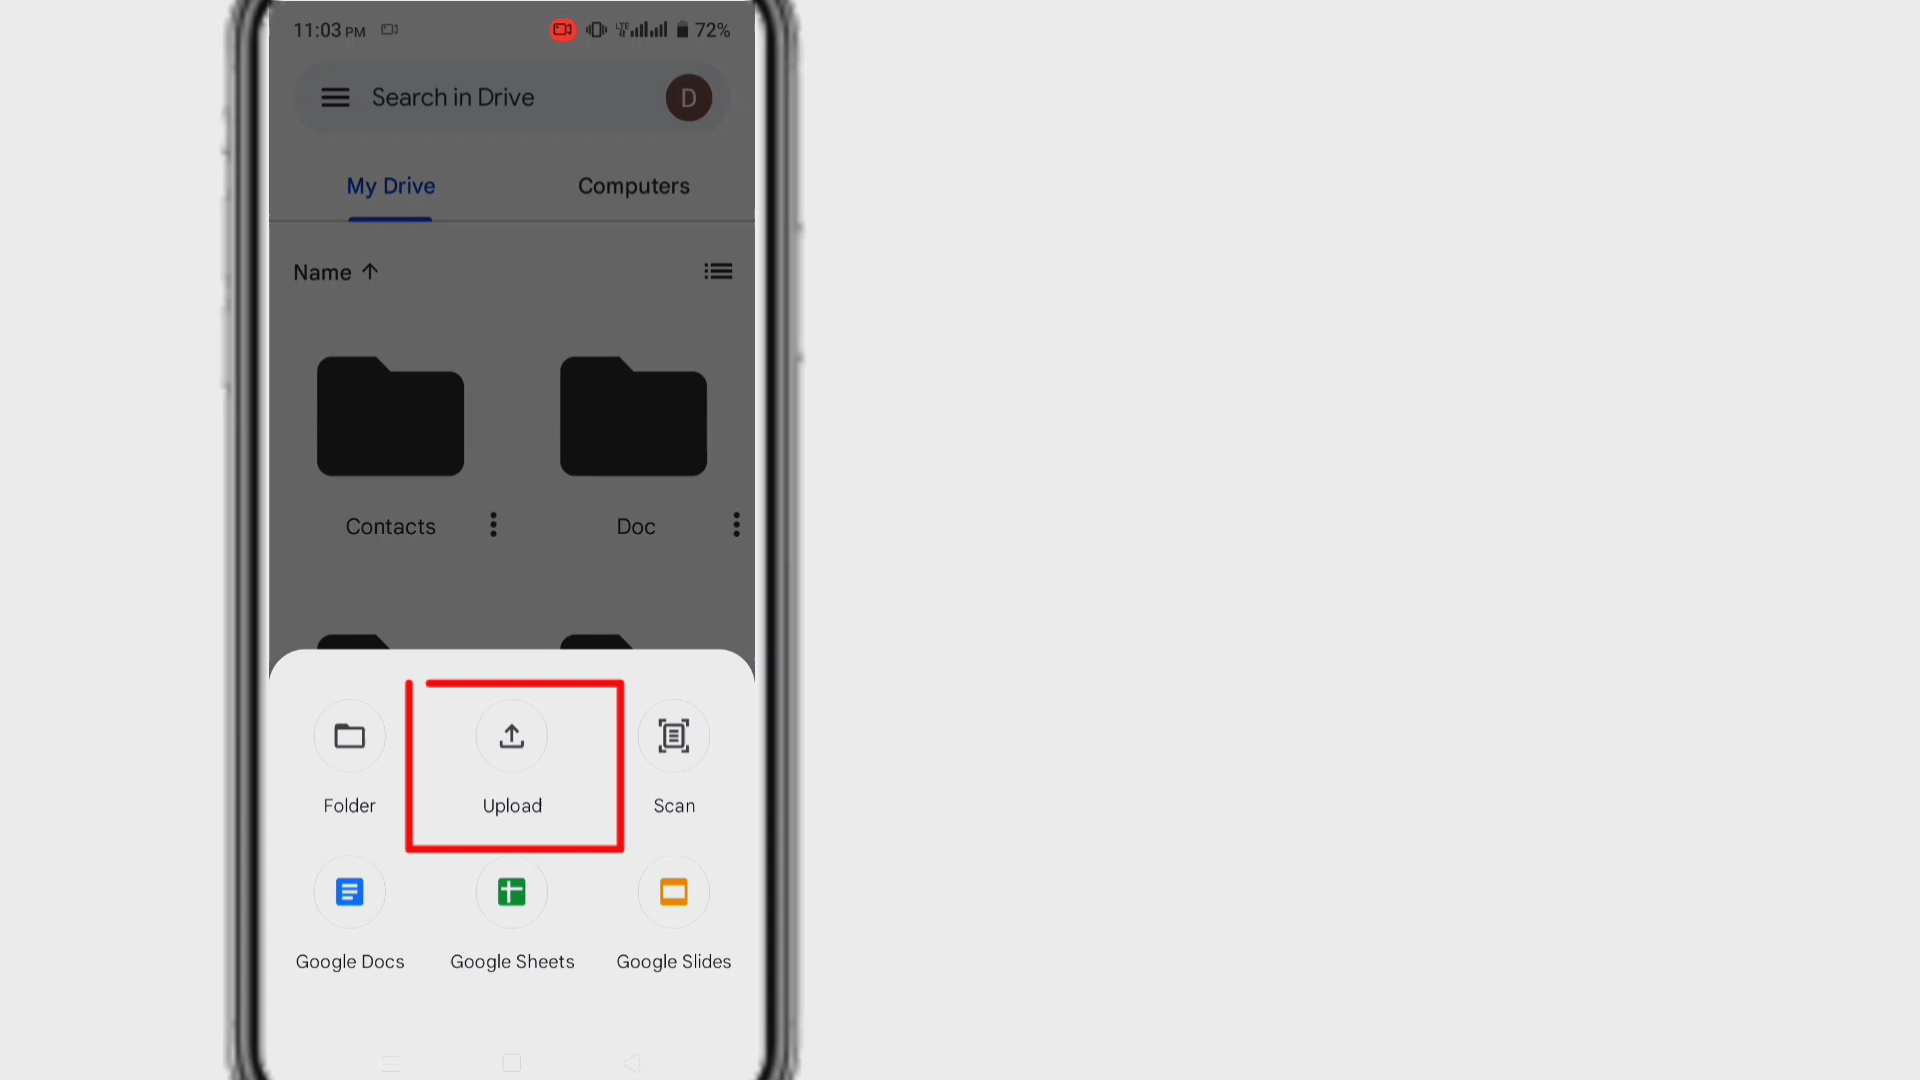 11:03 PM LTE 72%
Search in Drive D
My Drive Computers
Name
Contacts Doc
Folder Upload Scan
Google Docs Google Sheets Google Slides